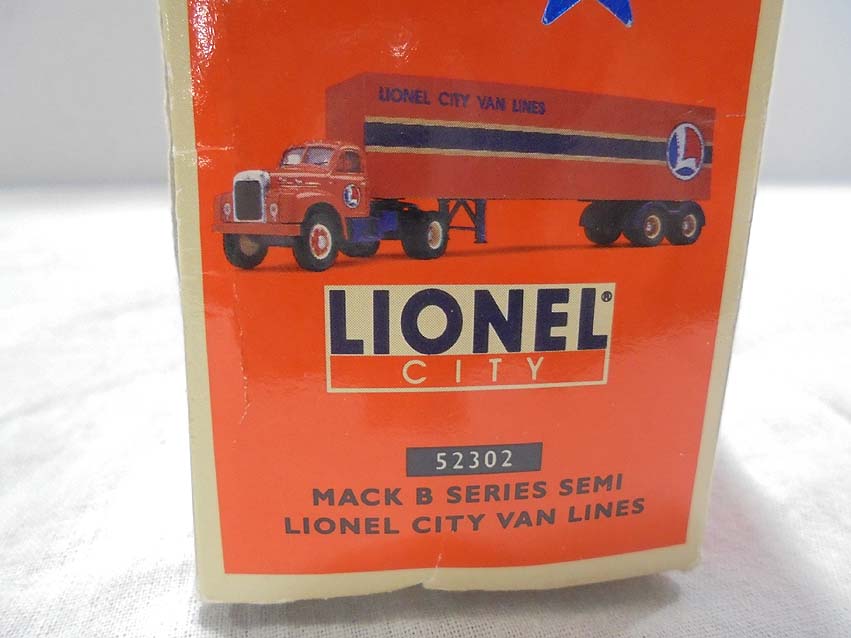 LIONEL CITY VAN LINES
L
L
LIONEL®
CITY
52302
MACK B SERIES SEMI
LIONEL CITY VAN LINES